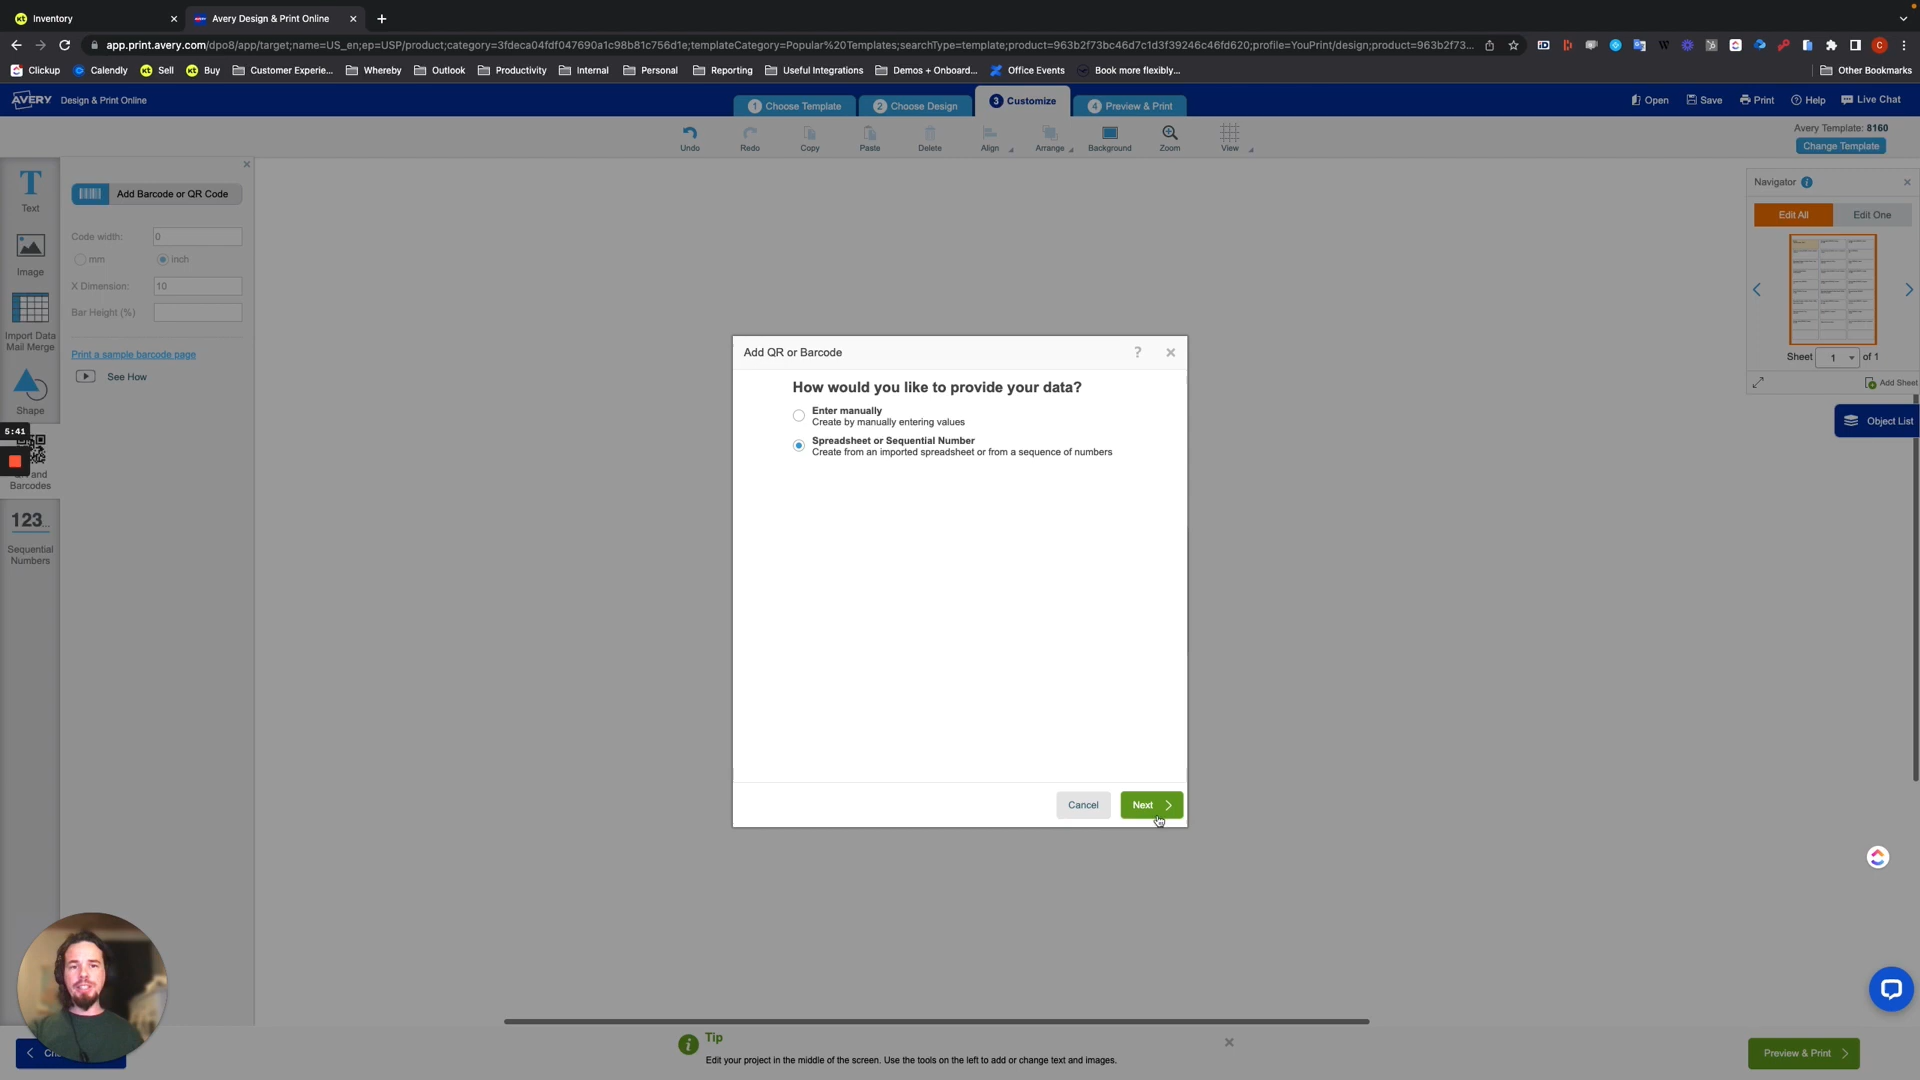 Inventory
Avery Design & Print Online
app.print.avery.com/dpo8/app/target;name=US_en;ep=USP/product;category=3fdeca04fdf047690a1c98b81c756d1e;templateCategory=Popular%20Templates;searchType=template;product=963b2f73bc46d7c1d3f39246c46fd620;profile=YouPrint/design;product=963b2f73...
Clickup
Calendly
kt Sell
kt Buy
Customer Experie...
Whereby
Outlook
Productivity
Internal
Personal
Reporting
Useful Integrations
Demos + Onboard...
Office Events
Book more flexibly...
Other Bookmarks
AVERY Design & Print Online
1 Choose Template
2 Choose Design
3 Customize
4 Preview & Print
Open
Save
Print
Help
Live Chat
Undo
Redo
Copy
Paste
Delete
Align
Arrange
Background
Zoom
View
Avery Template: 8160
Change Template
Text
Image
Import Data
Mail Merge
Shape
5:41
Barcodes
123...
Sequential
Numbers
Add Barcode or QR Code
Code width: 0
mm inch
X Dimension: 10
Bar Height (%)
Print a sample barcode page
See How
Add QR or Barcode ?
How would you like to provide your data?
Enter manually
Create by manually entering values
Spreadsheet or Sequential Number
Create from an imported spreadsheet or from a sequence of numbers
Cancel
Next
Navigator i
Edit All
Edit One
Sheet 1 of 1
Add Sheet
Object List
Tip
Edit your project in the middle of the screen. Use the tools on the left to add or change text and images.
Preview & Print